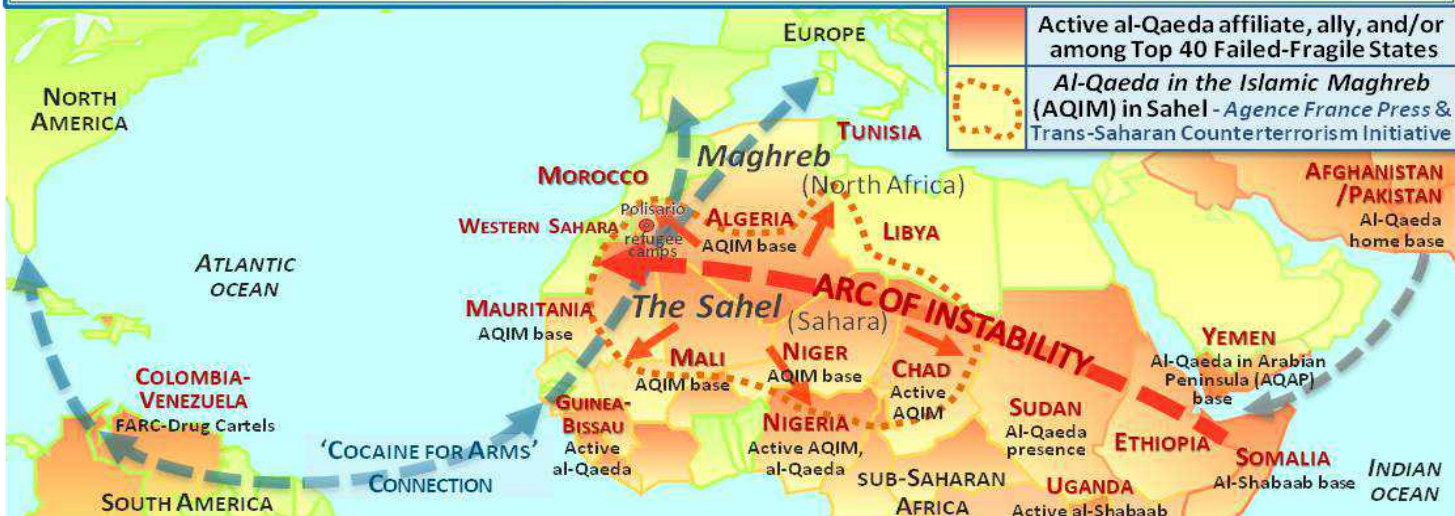 Active al-Qaeda affiliate, ally, and/or
among Top 40 Failed-Fragile States
Al-Qaeda in the Islamic Maghreb
(AQIM) in Sahel - Agence France Press &
Trans-Saharan Counterterrorism Initiative
EUROPE
NORTH
AMERICA
TUNISIA
Maghreb
(North Africa)
MOROCCO
AFGHANISTAN
/PAKISTAN
Al-Qaeda
home base
WESTERN SAHARA
Polisario
refugee
camps
ALGERIA
AQIM base
LIBYA
ATLANTIC
OCEAN
ARC OF INSTABILITY
MAURITANIA
AQIM base
The Sahel
(Sahara)
YEMEN
Al-Qaeda in Arabian
Peninsula (AQAP)
base
MALI
AQIM base
NIGER
AQIM base
CHAD
Active
AQIM
COLOMBIA-
VENEZUELA
FARC-Drug Cartels
GUINEA-
BISSAU
Active
al-Qaeda
NIGERIA
Active AQIM,
al-Qaeda
SUDAN
Al-Qaeda
presence
ETHIOPIA
SOMALIA
Al-Shabaab base
'COCAINE FOR ARMS'
CONNECTION
INDIAN
OCEAN
SOUTH AMERICA
SUB-SAHARAN
AFRICA
UGANDA
Active al-Shabaab